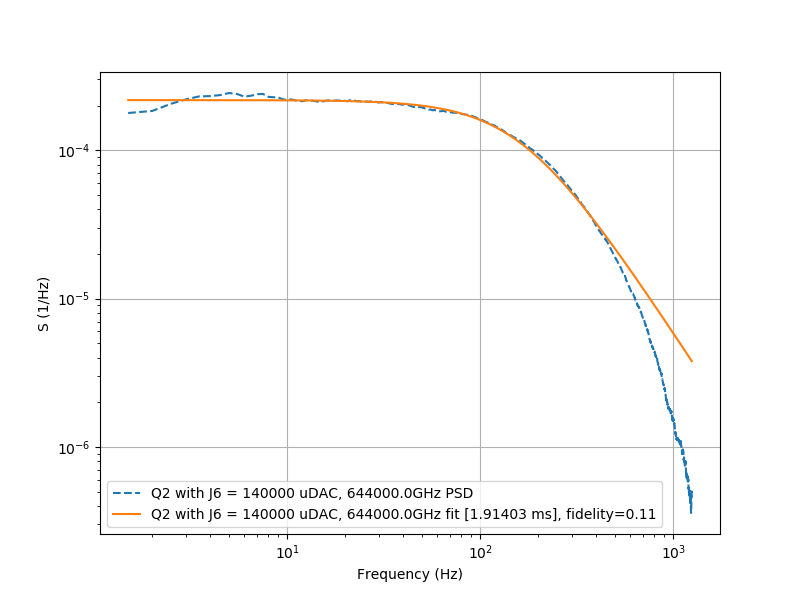 S (1/Hz)
10⁻⁴
10⁻⁵
10⁻⁶
Q2 with J6 = 140000 uDAC, 644000.0GHz PSD
Q2 with J6 = 140000 uDAC, 644000.0GHz fit [1.91403 ms], fidelity=0.11
10¹ 10² 10³
Frequency (Hz)